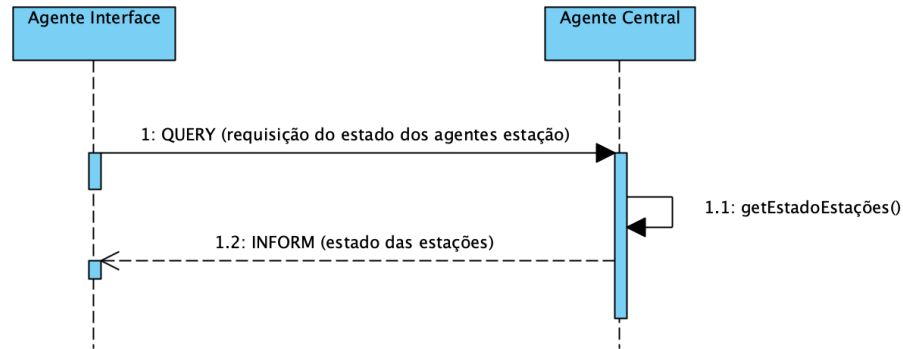 Agente Interface
Agente Central
1: QUERY (requisição do estado dos agentes estação)
1.1: getEstadoEstações()
1.2: INFORM (estado das estações)